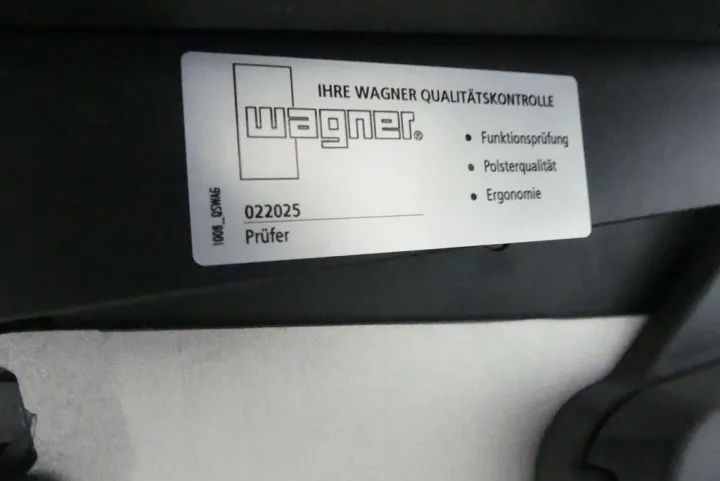 IHRE WAGNER QUALITÄTSKONTROLLE
wagner®
• Funktionsprüfung
• Polsterqualität
• Ergonomie
1008_QSWAG
022025
Prüfer